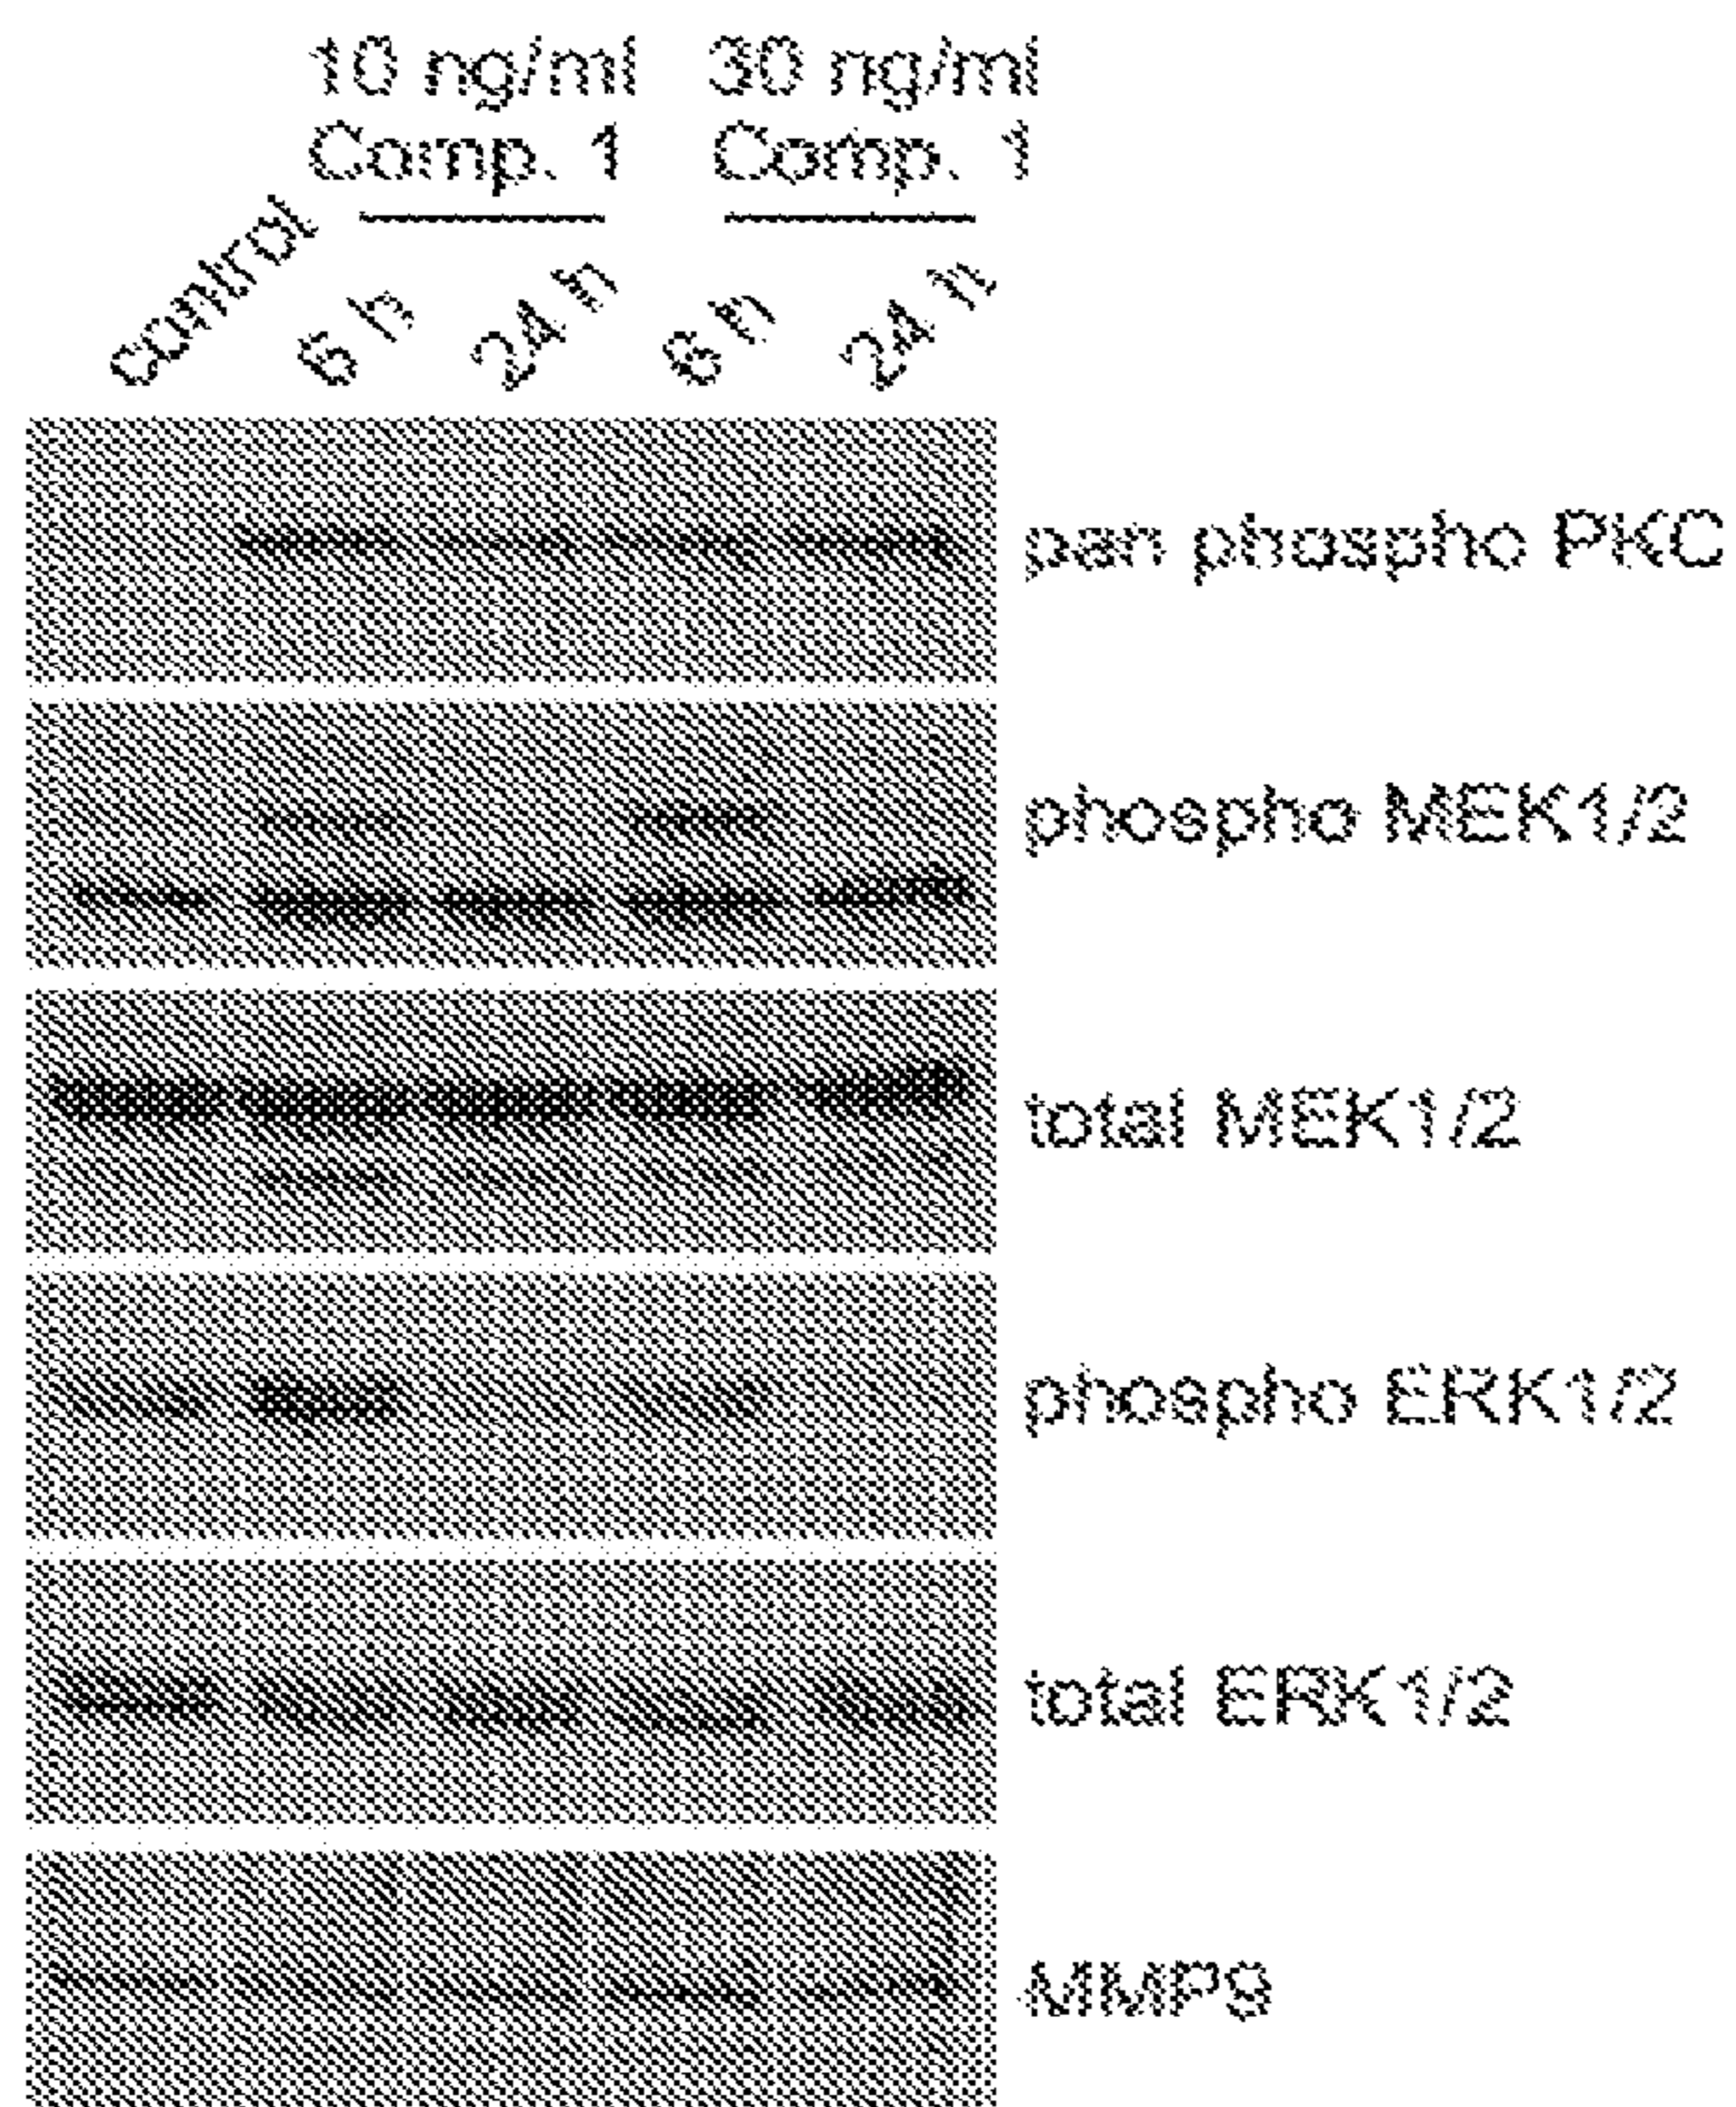 10 ng/ml 30 ng/ml
Comp. 1 Comp. 1
control 6 h 24 h 6 h 24 h
pan phospho PKC
phospho MEK1/2
total MEK1/2
phospho ERK1/2
total ERK1/2
MMP9